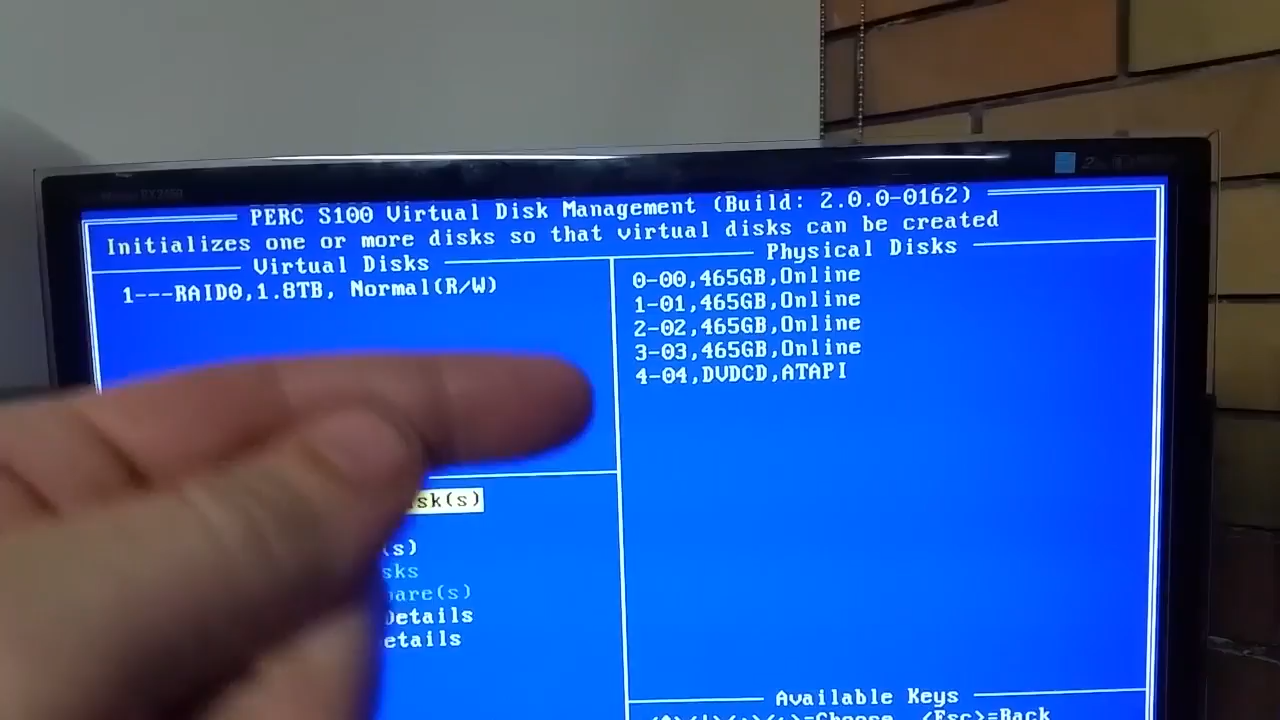 PERC S100 Virtual Disk Management (Build: 2.0.0-0162)
Initializes one or more disks so that virtual disks can be created
Virtual Disks
1---RAID0,1.8TB, Normal(R/W)
Physical Disks
0-00,465GB,Online
1-01,465GB,Online
2-02,465GB,Online
3-03,465GB,Online
4-04,DVDCD,ATAPI
sk(s)
(s)
sks
are(s)
Details
etails
Available Keys
=Choose, <Esc>=Back